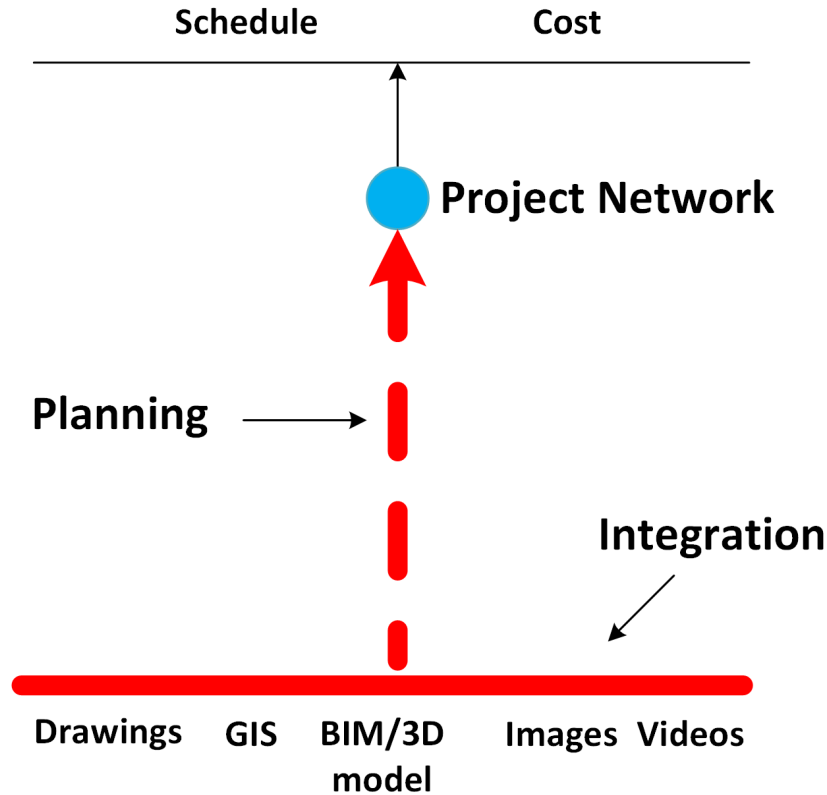 Schedule Cost
Project Network
Planning
Integration
Drawings GIS BIM/3D Images Videos
model